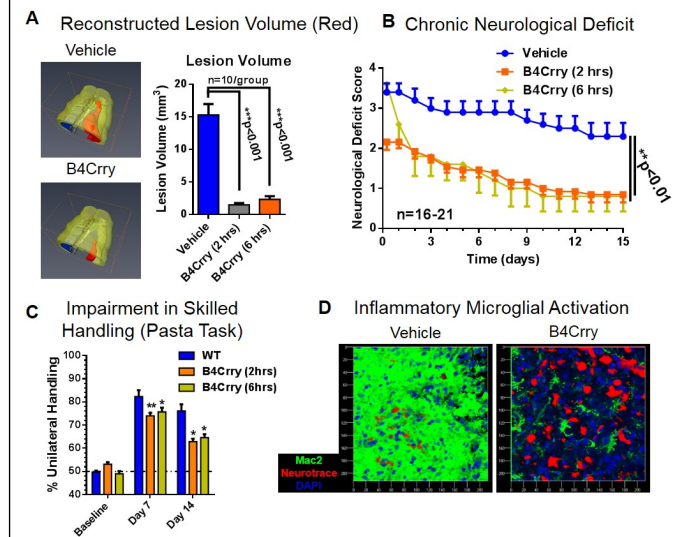 A Reconstructed Lesion Volume (Red)
Vehicle
B4Crry
Lesion Volume
n=10/group
***p<0.001
***p<0.001
Lesion Volume (mm³)
20
15
10
5
0
Vehicle
B4Crry (2 hrs)
B4Crry (6 hrs)
B Chronic Neurological Deficit
Vehicle
B4Crry (2 hrs)
B4Crry (6 hrs)
Neurological Deficit Score
4
3
2
1
0
n=16-21
**p<0.01
0 3 6 9 12 15
Time (days)
C Impairment in Skilled
Handling (Pasta Task)
WT
B4Crry (2hrs)
B4Crry (6hrs)
% Unilateral Handling
100
90
80
70
60
50
40
** *
* *
Baseline
Day 7
Day 14
D Inflammatory Microglial Activation
Vehicle
B4Crry
Mac2
Neurotrace
DAPI